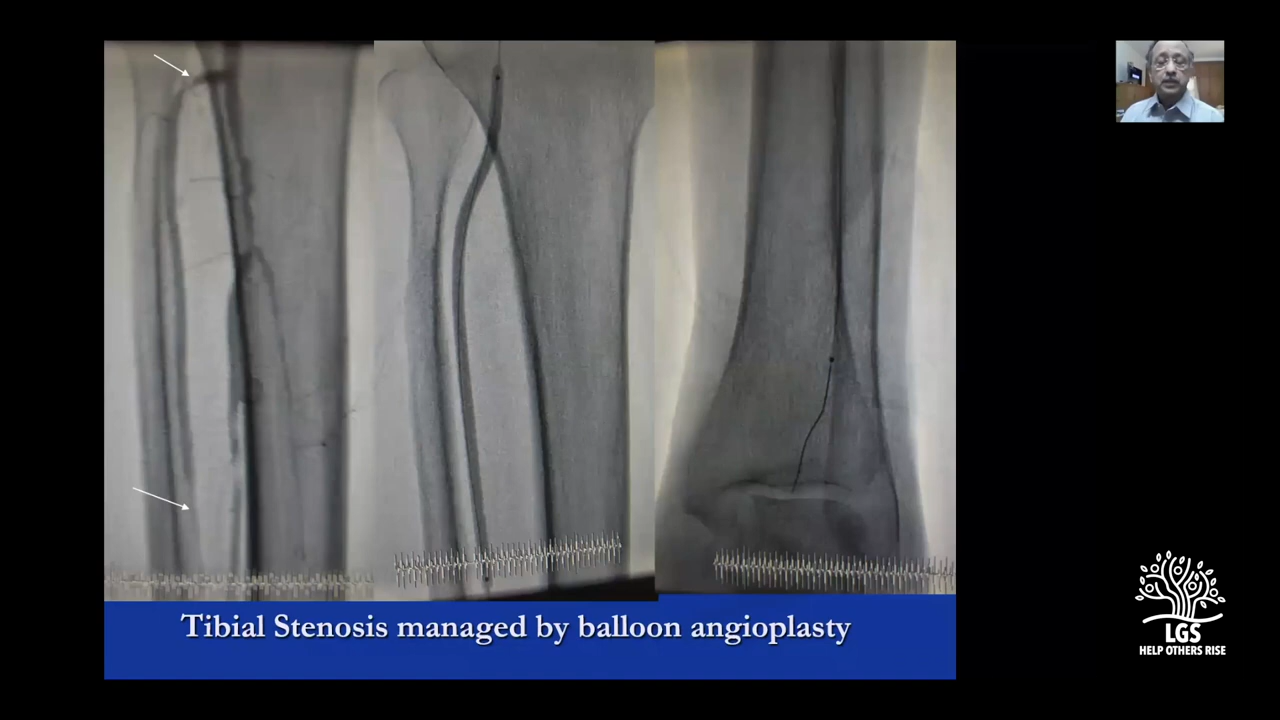 Tibial Stenosis managed by balloon angioplasty
LGS
HELP OTHERS RISE